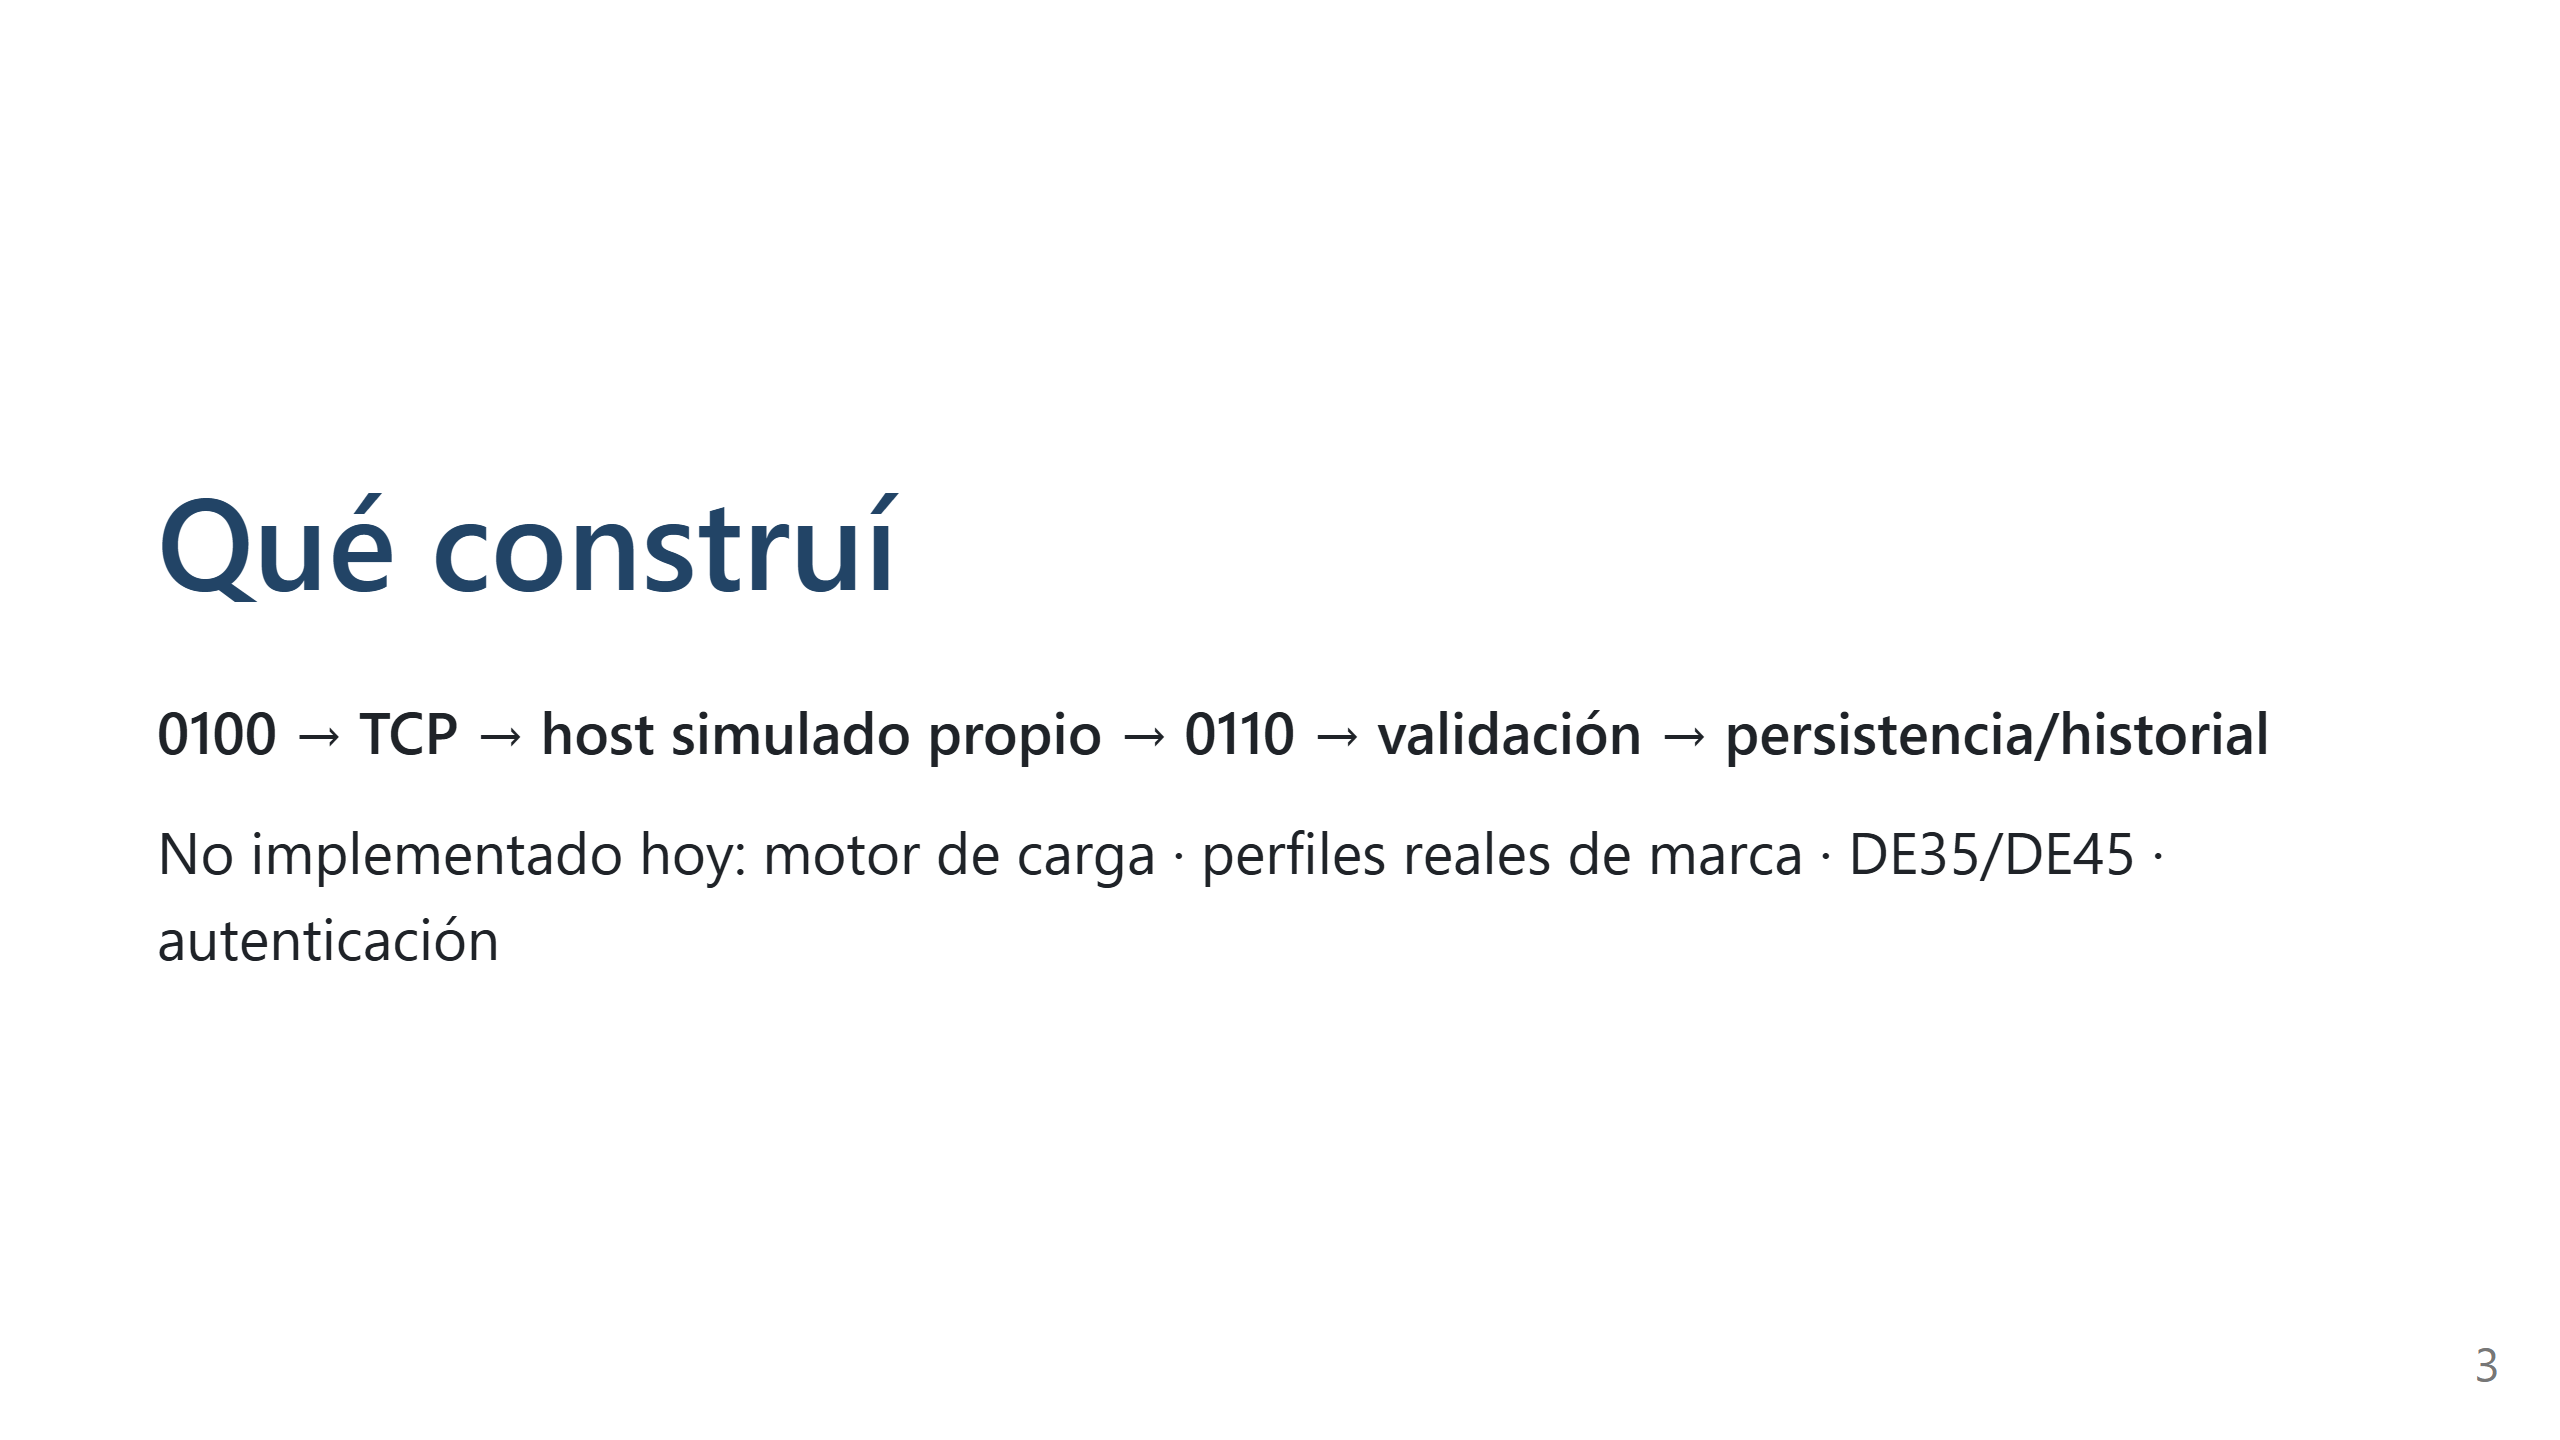 Qué construí
0100 → TCP → host simulado propio → 0110 → validación → persistencia/historial
No implementado hoy: motor de carga · perfiles reales de marca · DE35/DE45 ·
autenticación
3